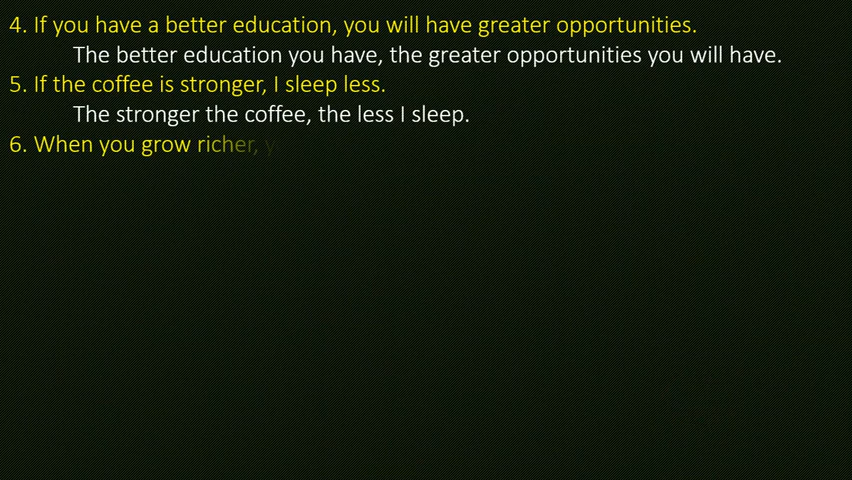 4. If you have a better education, you will have greater opportunities.
The better education you have, the greater opportunities you will have.
5. If the coffee is stronger, I sleep less.
The stronger the coffee, the less I sleep.
6. When you grow richer,